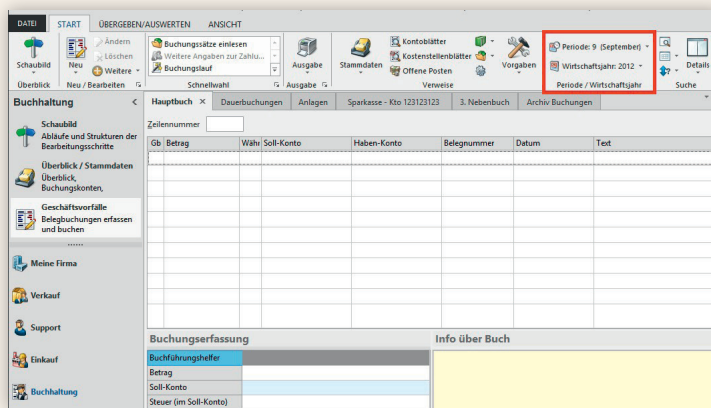 DATEI START ÜBERGEBEN/AUSWERTEN ANSICHT
Schaubild
Überblick
Neu
Ändern
Löschen
Weitere
Neu / Bearbeiten
Buchungssätze einlesen
Weitere Angaben zur Zahlu...
Buchungslauf
Schnellwahl
Ausgabe
Ausgabe
Stammdaten
Kontoblätter
Kostenstellenblätter
Offene Posten
Vorgaben
Verweise
Periode: 9 (September)
Wirtschaftsjahr: 2012
Periode / Wirtschaftsjahr
Details
Suche
Buchhaltung
Schaubild
Abläufe und Strukturen der
Bearbeitungsschritte
Überblick / Stammdaten
Überblick,
Buchungskonten,
Geschäftsvorfälle
Belegbuchungen erfassen
und buchen
Meine Firma
Verkauf
Support
Einkauf
Buchhaltung
Hauptbuch × Dauerbuchungen Anlagen Sparkasse - Kto 123123123 3. Nebenbuch Archiv Buchungen
Zeilennummer
Gb Betrag Währ Soll-Konto Haben-Konto Belegnummer Datum Text
Buchungserfassung
Buchführungshelfer
Betrag
Soll-Konto
Steuer (im Soll-Konto)
Info über Buch